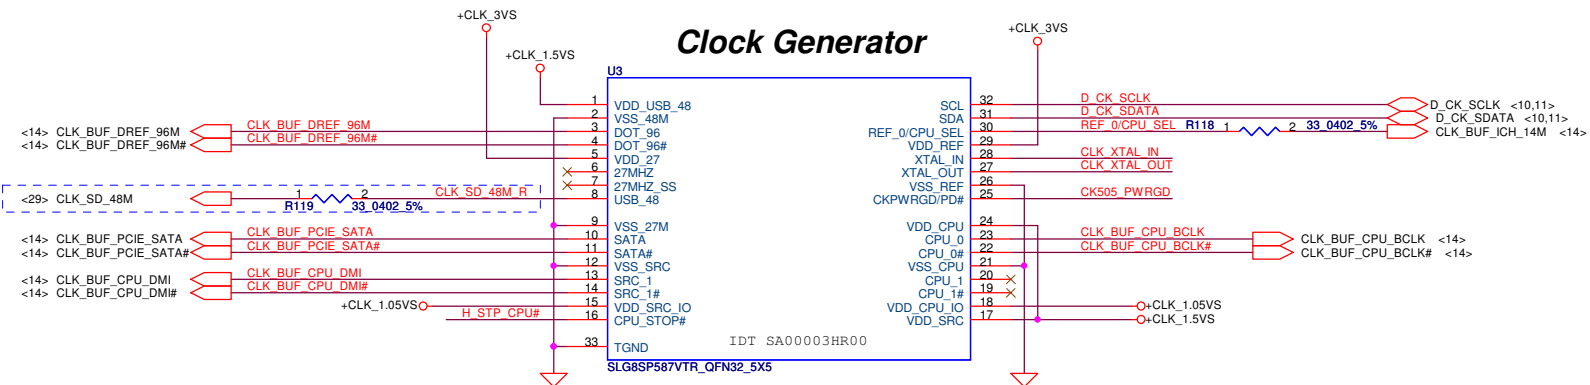 Clock Generator
+CLK_3VS
+CLK_3VS
+CLK_1.5VS
U3
1 VDD_USB_48
2 VSS_48M
<14> CLK_BUF_DREF_96M CLK_BUF_DREF_96M 3 DOT_96
<14> CLK_BUF_DREF_96M# CLK_BUF_DREF_96M# 4 DOT_96#
5 VDD_27
6 27MHZ
7 27MHZ_SS
<29> CLK_SD_48M 1 2 CLK_SD_48M_R 8 USB_48
R119 33_0402_5%
9 VSS_27M
<14> CLK_BUF_PCIE_SATA CLK_BUF_PCIE_SATA 10 SATA
<14> CLK_BUF_PCIE_SATA# CLK_BUF_PCIE_SATA# 11 SATA#
12 VSS_SRC
<14> CLK_BUF_CPU_DMI CLK_BUF_CPU_DMI 13 SRC_1
<14> CLK_BUF_CPU_DMI# CLK_BUF_CPU_DMI# 14 SRC_1#
+CLK_1.05VS 15 VDD_SRC_IO
H_STP_CPU# 16 CPU_STOP#
33 TGND
SCL 32 D_CK_SCLK D_CK_SCLK <10,11>
SDA 31 D_CK_SDATA D_CK_SDATA <10,11>
REF_0/CPU_SEL 30 REF_0/CPU_SEL R118 1 2 33_0402_5% CLK_BUF_ICH_14M <14>
VDD_REF 29
XTAL_IN 28 CLK_XTAL_IN
XTAL_OUT 27 CLK_XTAL_OUT
VSS_REF 26
CKPWRGD/PD# 25 CK505_PWRGD
VDD_CPU 24
CPU_0 23 CLK_BUF_CPU_BCLK CLK_BUF_CPU_BCLK <14>
CPU_0# 22 CLK_BUF_CPU_BCLK# CLK_BUF_CPU_BCLK# <14>
VSS_CPU 21
CPU_1 20
CPU_1# 19
VDD_CPU_IO 18 +CLK_1.05VS
VDD_SRC 17 +CLK_1.5VS
IDT SA00003HR00
SLG8SP587VTR_QFN32_5X5